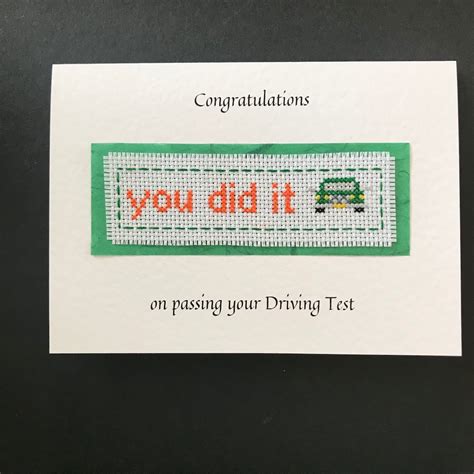 Congratulations
you did it
on passing your Driving Test